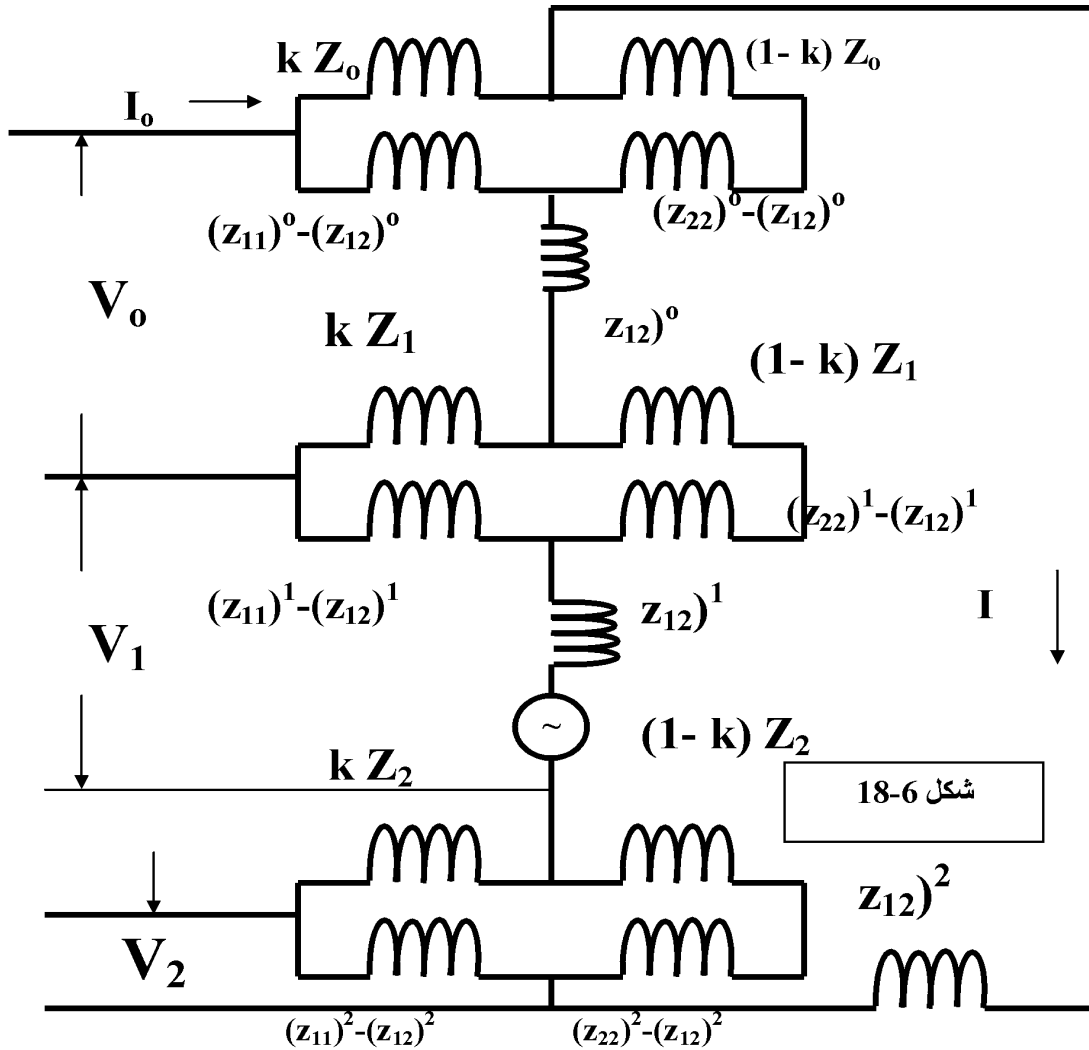 k Z₀
(1- k) Z₀
I₀
(z₁₁)⁰-(z₁₂)⁰
(z₂₂)⁰-(z₁₂)⁰
V₀
z₁₂)⁰
k Z₁
(1- k) Z₁
(z₂₂)¹-(z₁₂)¹
(z₁₁)¹-(z₁₂)¹
z₁₂)¹
I
V₁
~
(1- k) Z₂
k Z₂
شكل 6-18
z₁₂)²
V₂
(z₁₁)²-(z₁₂)²
(z₂₂)²-(z₁₂)²